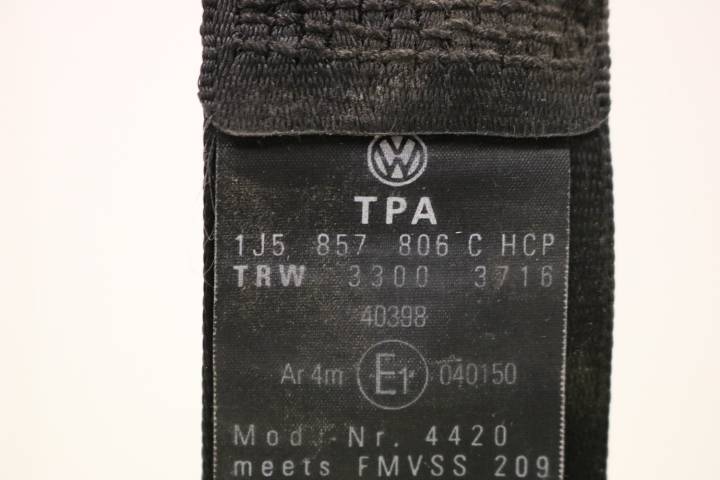 TPA
1J5 857 806 C HCP
TRW 3300 3716
40398
Ar 4m E1 040150
Mod. Nr. 4420
meets FMVSS 209